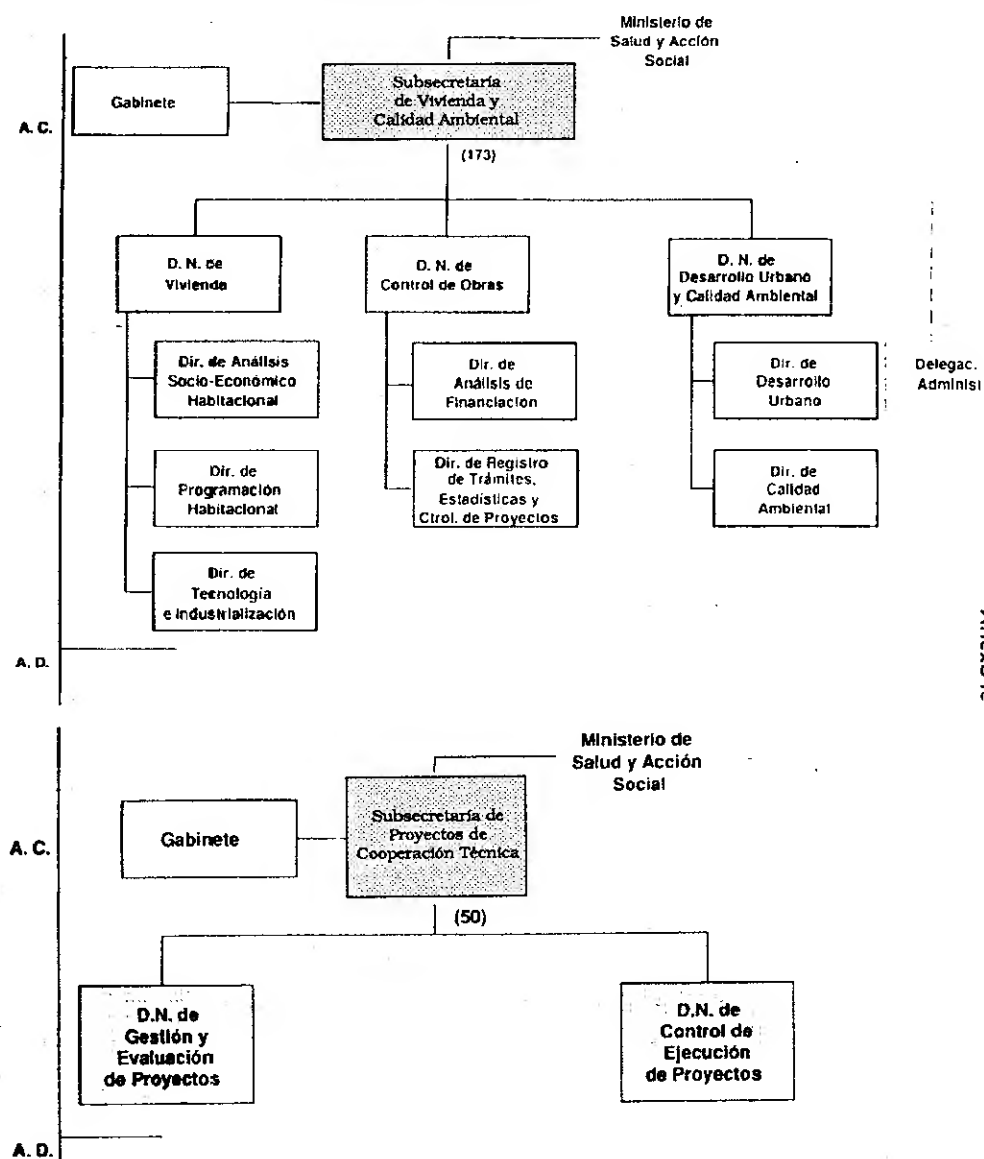 Ministerio de
Salud y Acción
Social
Gabinete
Subsecretaría
de Vivienda y
Calidad Ambiental
A. C.
(173)
D. N. de
Vivienda
D. N. de
Control de Obras
D. N. de
Desarrollo Urbano
y Calidad Ambiental
Dir. de Análisis
Socio-Económico
Habitacional
Dir. de
Análisis de
Financiación
Dir. de
Desarrollo
Urbano
Delegac.
Adminisi
Dir. de
Programación
Habitacional
Dir. de Registro
de Trámites,
Estadísticas y
Ctrol. de Proyectos
Dir. de
Calidad
Ambiental
Dir. de
Tecnología
e Industrialización
A. D.
Ministerio de
Salud y Acción
Social
Gabinete
Subsecretaría de
Proyectos de
Cooperación Técnica
A. C.
(50)
D.N. de
Gestión y
Evaluación
de Proyectos
D.N. de
Control de
Ejecución
de Proyectos
A. D.